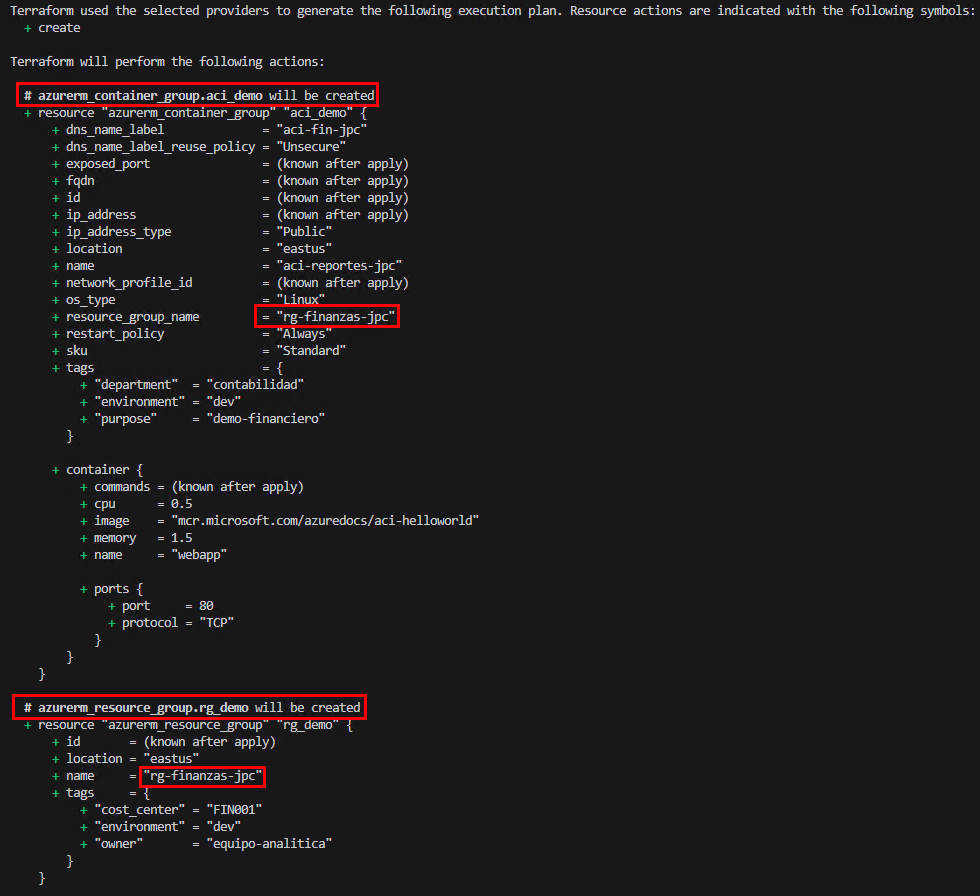 Terraform used the selected providers to generate the following execution plan. Resource actions are indicated with the following symbols:
  + create

Terraform will perform the following actions:

  # azurerm_container_group.aci_demo will be created
  + resource "azurerm_container_group" "aci_demo" {
      + dns_name_label              = "aci-fin-jpc"
      + dns_name_label_reuse_policy = "Unsecure"
      + exposed_port                = (known after apply)
      + fqdn                        = (known after apply)
      + id                          = (known after apply)
      + ip_address                  = (known after apply)
      + ip_address_type             = "Public"
      + location                    = "eastus"
      + name                        = "aci-reportes-jpc"
      + network_profile_id          = (known after apply)
      + os_type                     = "Linux"
      + resource_group_name         = "rg-finanzas-jpc"
      + restart_policy              = "Always"
      + sku                         = "Standard"
      + tags                        = {
          + "department"  = "contabilidad"
          + "environment" = "dev"
          + "purpose"     = "demo-financiero"
        }

      + container {
          + commands = (known after apply)
          + cpu      = 0.5
          + image    = "mcr.microsoft.com/azuredocs/aci-helloworld"
          + memory   = 1.5
          + name     = "webapp"

          + ports {
              + port     = 80
              + protocol = "TCP"
            }
        }
    }

  # azurerm_resource_group.rg_demo will be created
  + resource "azurerm_resource_group" "rg_demo" {
      + id       = (known after apply)
      + location = "eastus"
      + name     = "rg-finanzas-jpc"
      + tags     = {
          + "cost_center" = "FIN001"
          + "environment" = "dev"
          + "owner"       = "equipo-analitica"
        }
    }